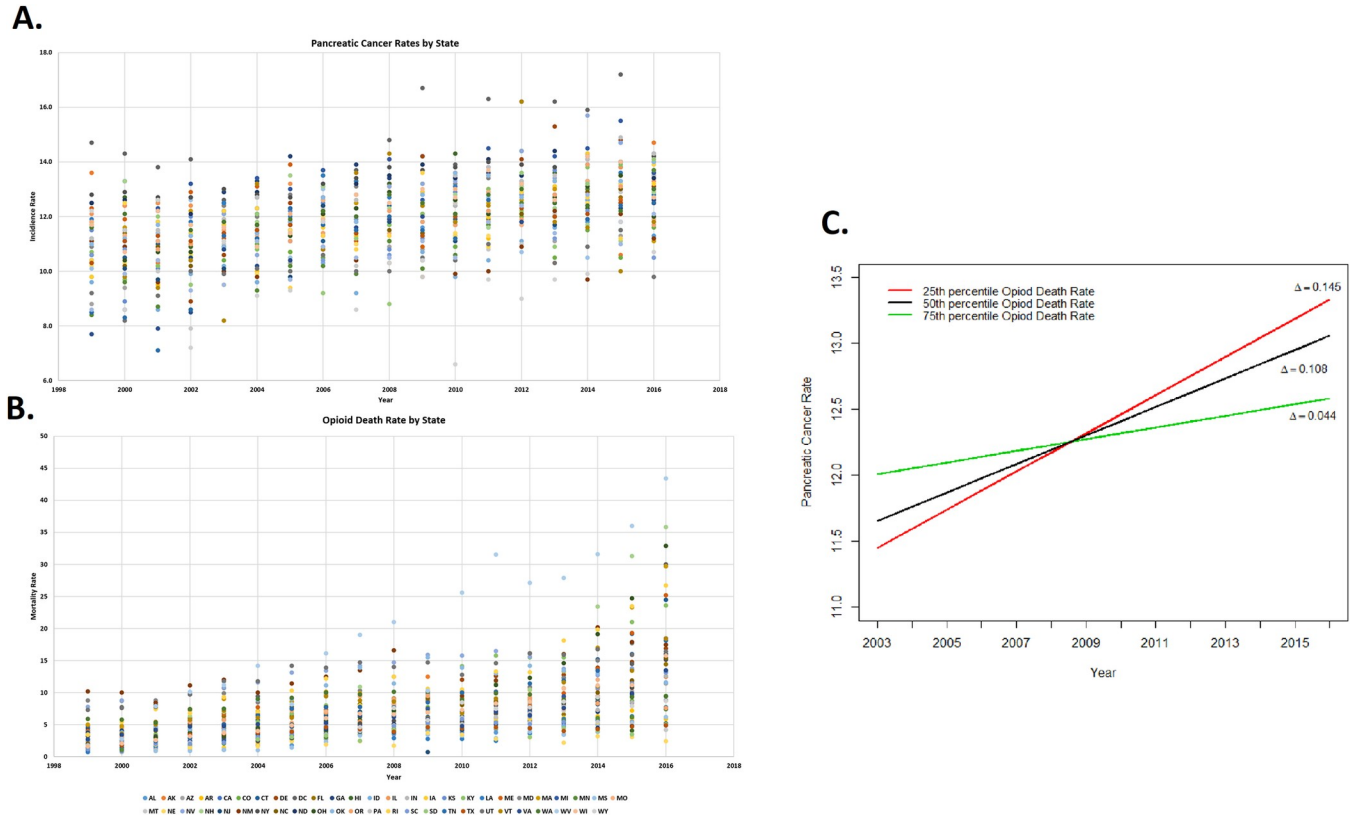 A.
Pancreatic Cancer Rates by State
18.0
16.0
14.0
12.0
10.0
8.0
6.0
Incidience Rate
1998 2000 2002 2004 2006 2008 2010 2012 2014 2016 2018
Year
B.
Opioid Death Rate by State
50
45
40
35
30
25
20
15
10
5
0
Mortality Rate
1998 2000 2002 2004 2006 2008 2010 2012 2014 2016 2018
Year
AL AK AZ AR CA CO CT DE DC FL GA HI ID IL IN IA KS KY LA ME MD MA MI MN MS MO
MT NE NV NH NJ NM NY NC ND OH OK OR PA RI SC SD TN TX UT VT VA WA WV WI WY
C.
25th percentile Opiod Death Rate
50th percentile Opiod Death Rate
75th percentile Opiod Death Rate
Δ = 0.145
Δ = 0.108
Δ = 0.044
13.5
13.0
12.5
12.0
11.5
11.0
Pancreatic Cancer Rate
2003 2005 2007 2009 2011 2013 2015
Year